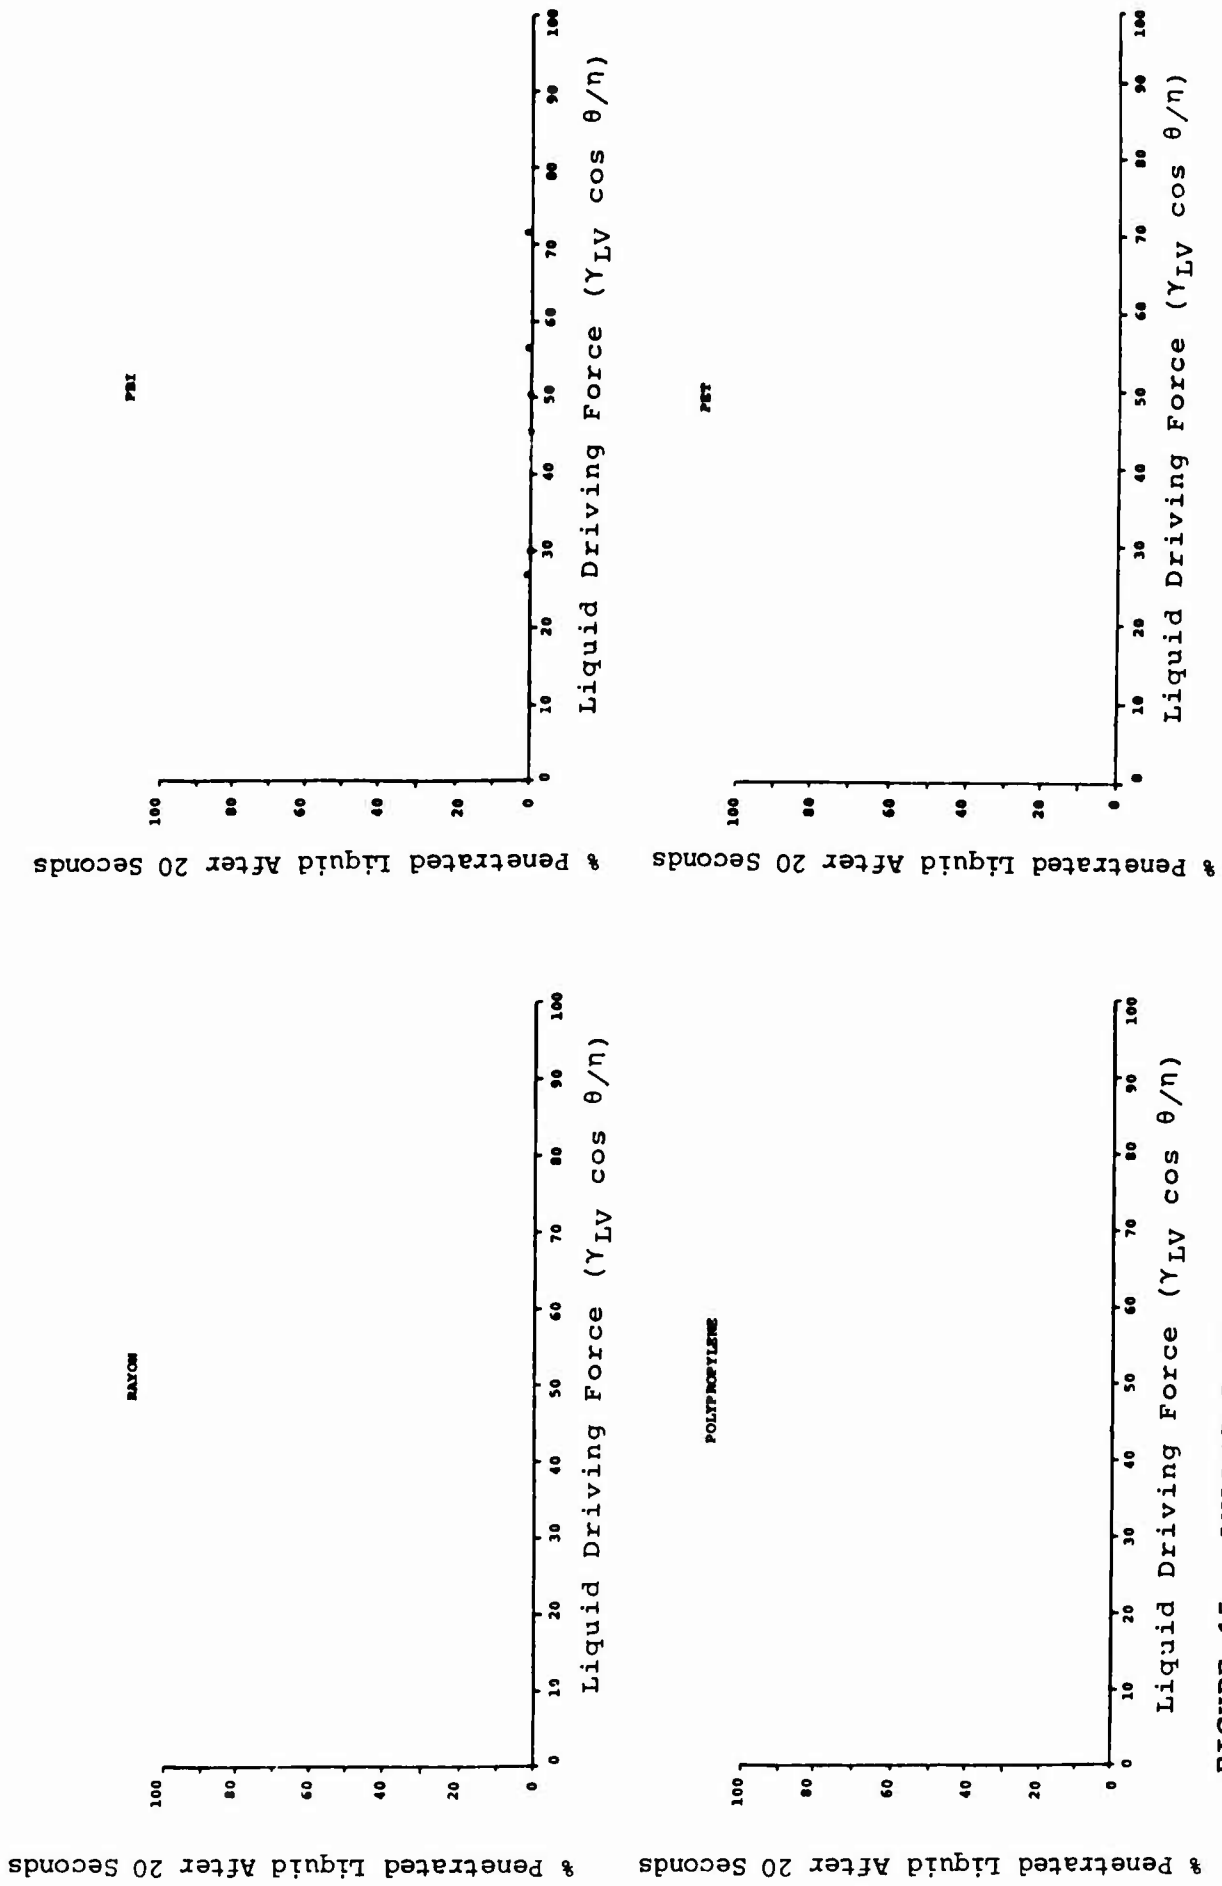 RAYON
% Penetrated Liquid After 20 Seconds
100
80
60
40
20
0
0 10 20 30 40 50 60 70 80 90 100
Liquid Driving Force (γLV cos θ/η)
PBI
% Penetrated Liquid After 20 Seconds
100
80
60
40
20
0
0 10 20 30 40 50 60 70 80 90 100
Liquid Driving Force (γLV cos θ/η)
POLYPROPYLENE
% Penetrated Liquid After 20 Seconds
100
80
60
40
20
0
0 10 20 30 40 50 60 70 80 90 100
Liquid Driving Force (γLV cos θ/η)
PET
% Penetrated Liquid After 20 Seconds
100
80
60
40
20
0
0 10 20 30 40 50 60 70 80 90 100
Liquid Driving Force (γLV cos θ/η)
FIGURE